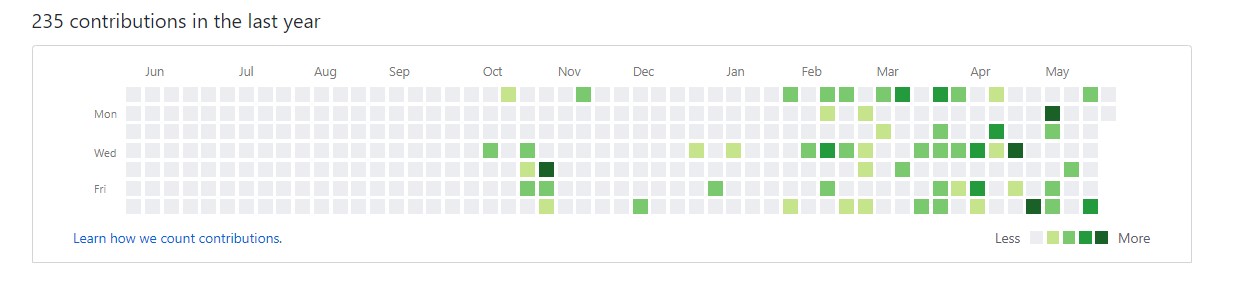 235 contributions in the last year
Jun Jul Aug Sep Oct Nov Dec Jan Feb Mar Apr May
Mon
Wed
Fri
Learn how we count contributions. Less More